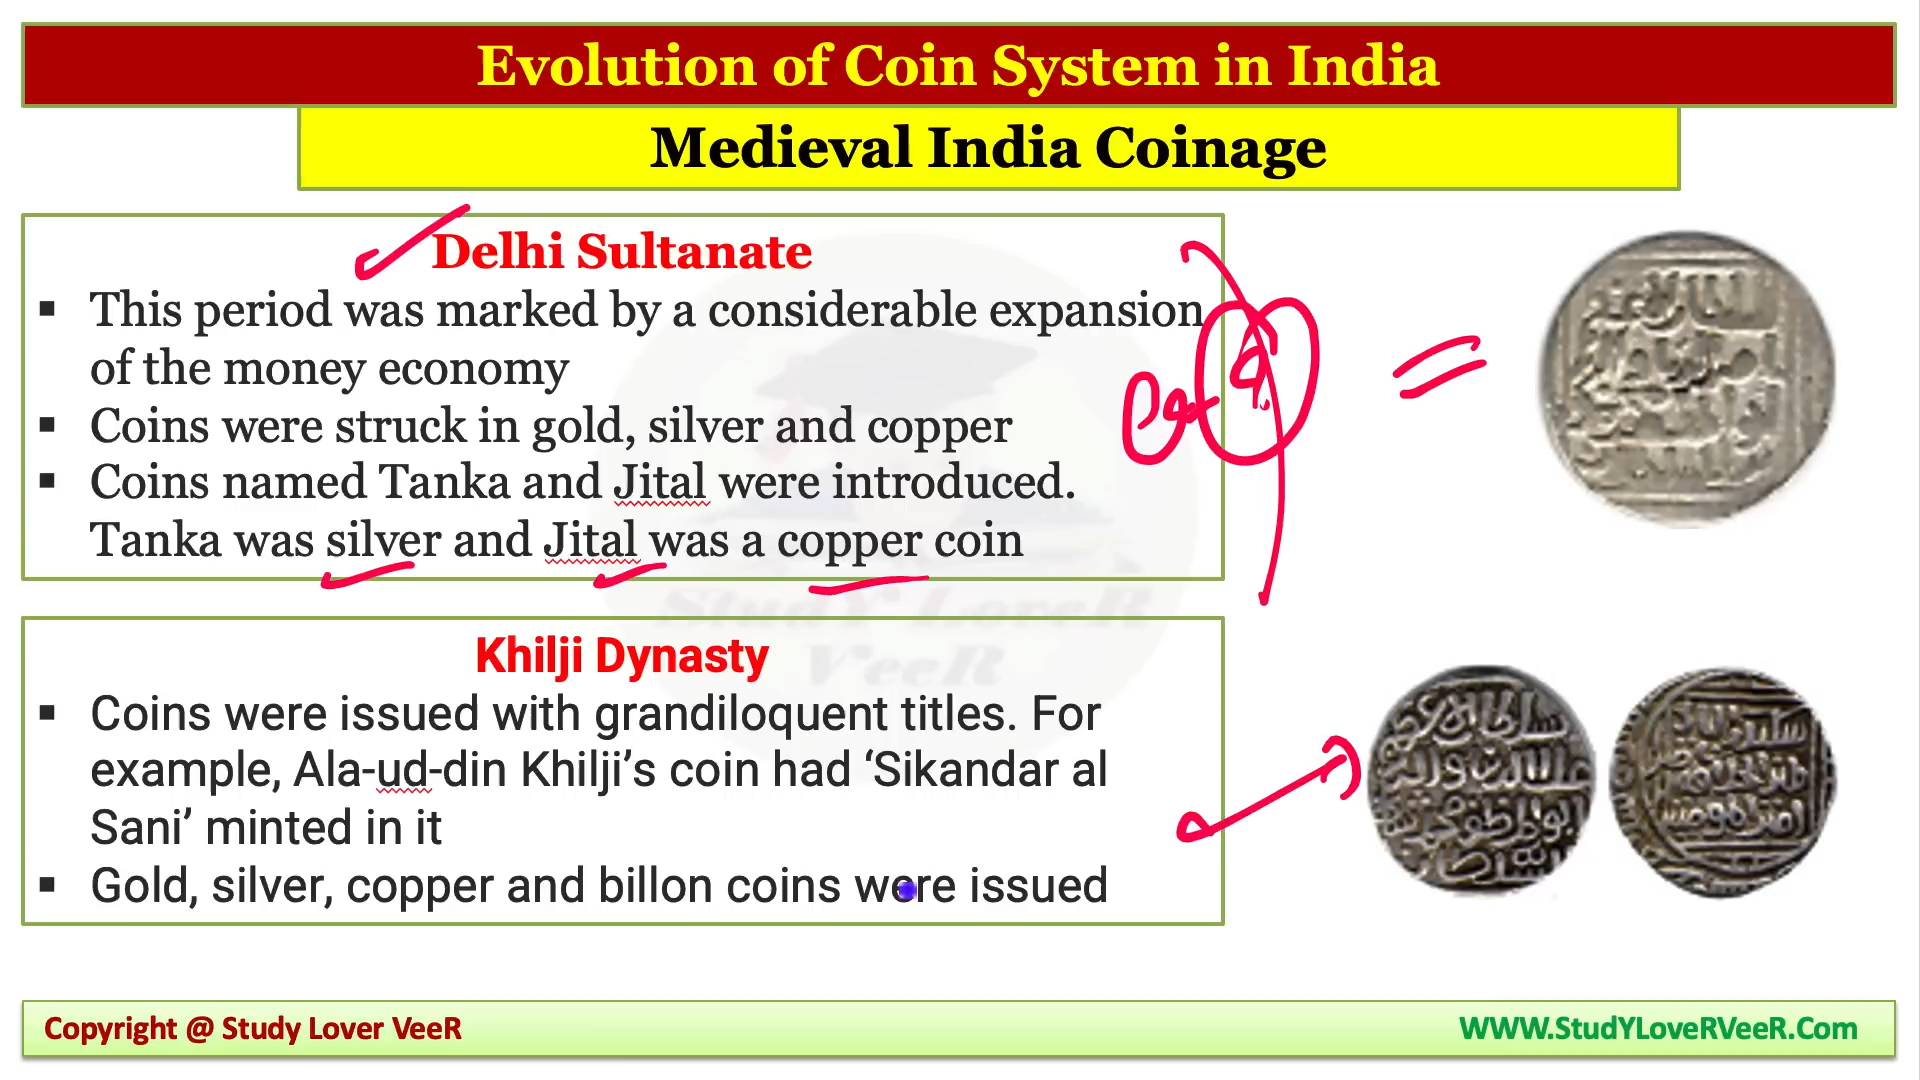 Evolution of Coin System in India
Medieval India Coinage
Delhi Sultanate
▪ This period was marked by a considerable expansion
of the money economy
▪ Coins were struck in gold, silver and copper
▪ Coins named Tanka and Jital were introduced.
Tanka was silver and Jital was a copper coin
StudY LoveR
VeeR
Khilji Dynasty
▪ Coins were issued with grandiloquent titles. For
example, Ala-ud-din Khilji’s coin had ‘Sikandar al
Sani’ minted in it
▪ Gold, silver, copper and billon coins were issued
Copyright @ Study Lover VeeR
WWW.StudYLoveRVeeR.Com